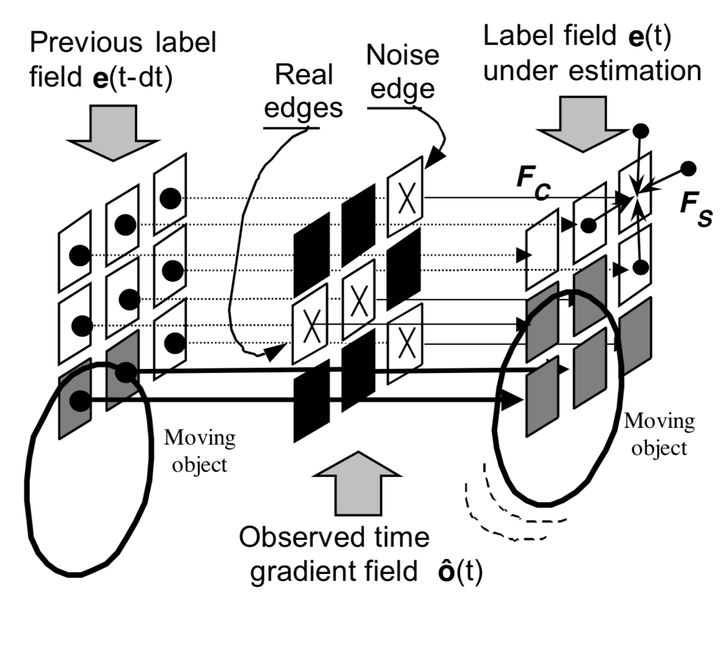 Previous label
field e(t-dt)
Real
edges
Noise
edge
Label field e(t)
under estimation
F_C
F_S
X
X
X
X
Moving
object
Moving
object
Observed time
gradient field ô(t)